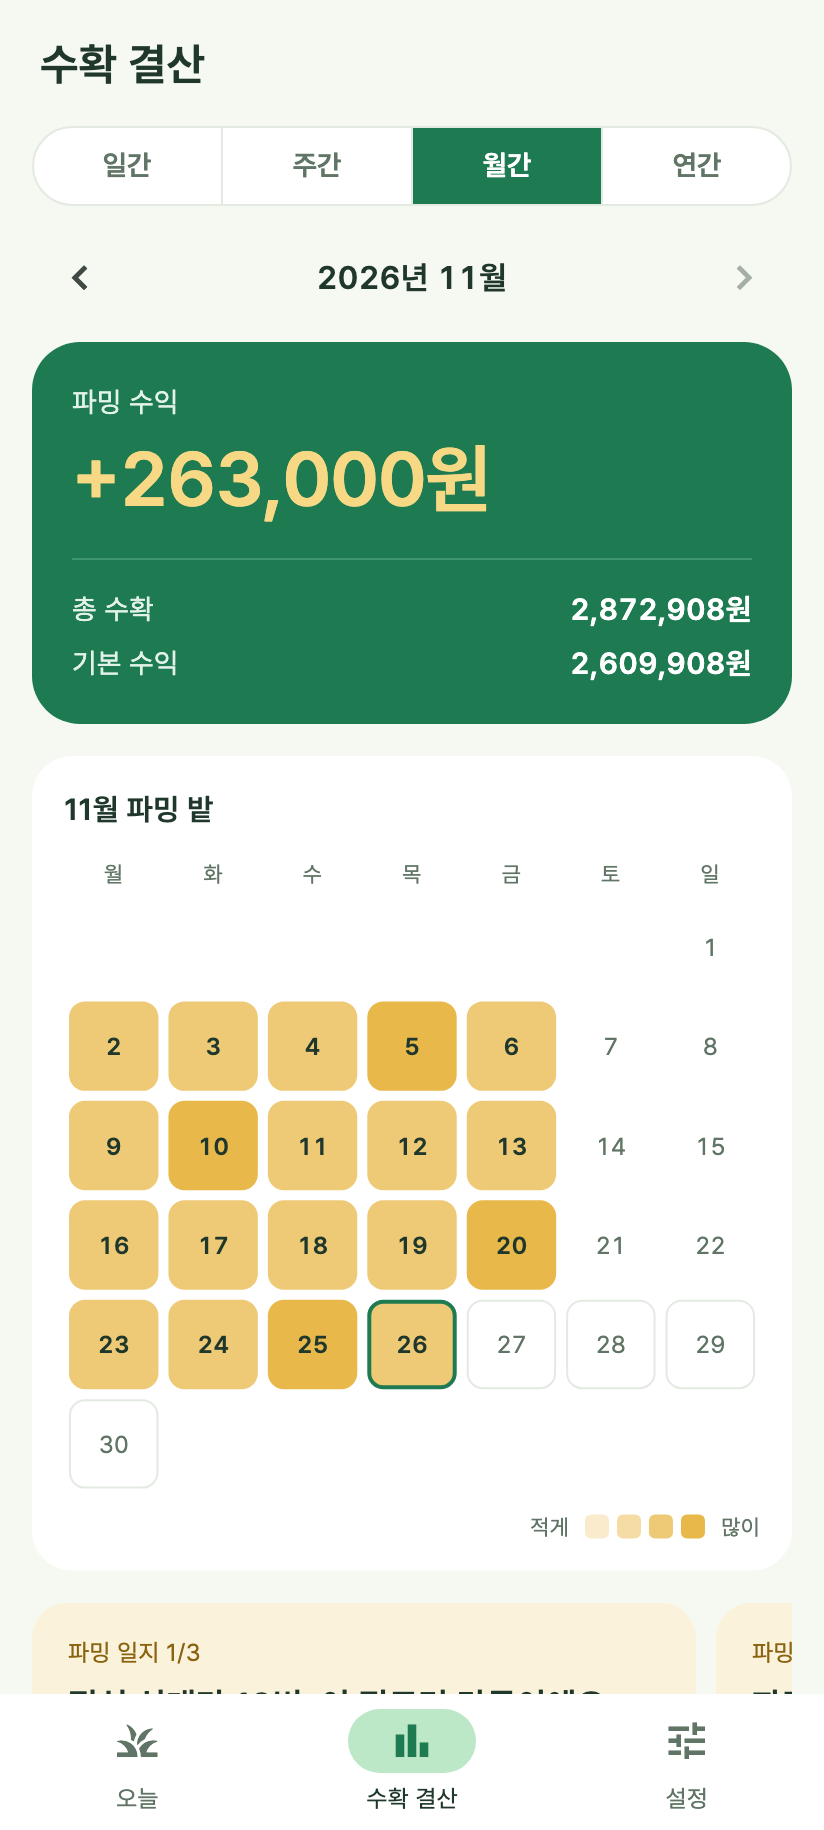 수확 결산
일간 주간 월간 연간
2026년 11월
파밍 수익
+263,000원
총 수확 2,872,908원
기본 수익 2,609,908원
11월 파밍 밭
월 화 수 목 금 토 일
1
2 3 4 5 6 7 8
9 10 11 12 13 14 15
16 17 18 19 20 21 22
23 24 25 26 27 28 29
30
적게 많이
파밍 일지 1/3 파밍
오늘 수확 결산 설정